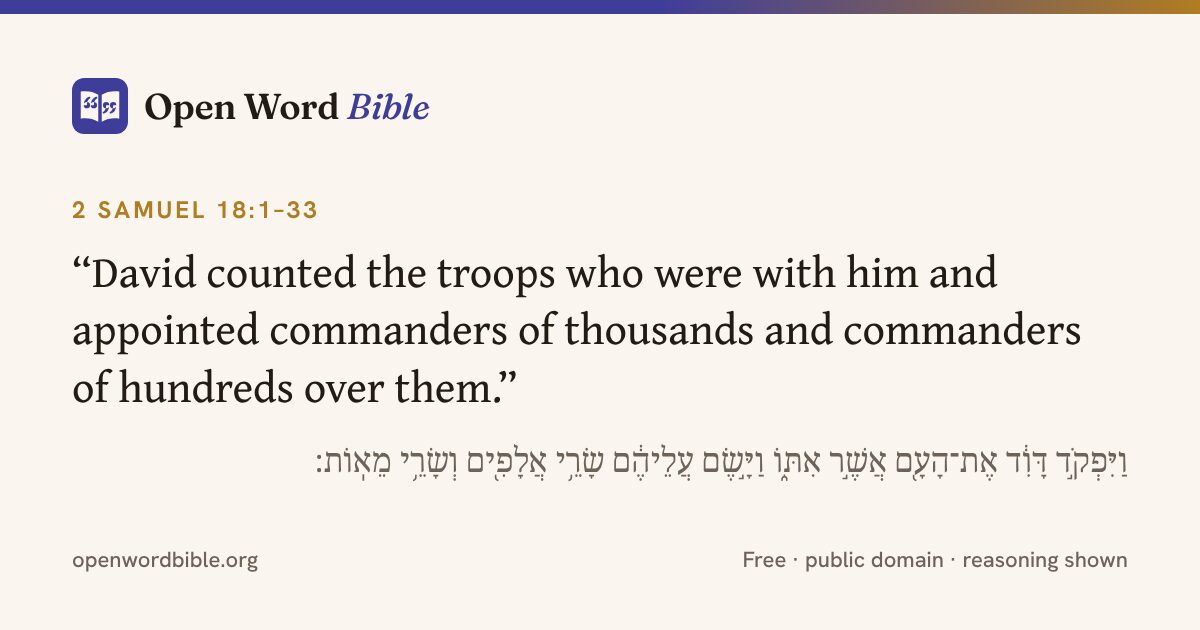 Open Word Bible
2 SAMUEL 18:1–33
“David counted the troops who were with him and
appointed commanders of thousands and commanders
of hundreds over them.”
וַיִּפְקֹ֣ד דָּוִ֔ד אֶת־הָעָ֖ם אֲשֶׁ֣ר אִתּ֑וֹ וַיָּ֣שֶׂם עֲלֵיהֶ֔ם שָׂרֵ֥י אֲלָפִ֖ים וְשָׂרֵ֥י מֵאֽוֹת׃
openwordbible.org
Free · public domain · reasoning shown